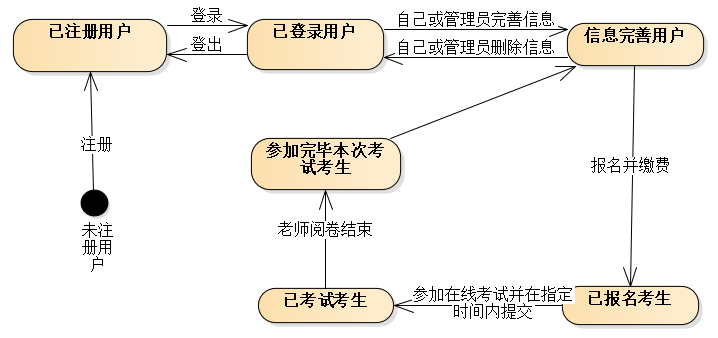 已注册用户
登录
登出
已登录用户
自己或管理员完善信息
自己或管理员删除信息
信息完善用户
注册
未注
册用
户
参加完毕本次考
试考生
报名并缴费
老师阅卷结束
已考试考生
参加在线考试并在指定
时间内提交
已报名考生